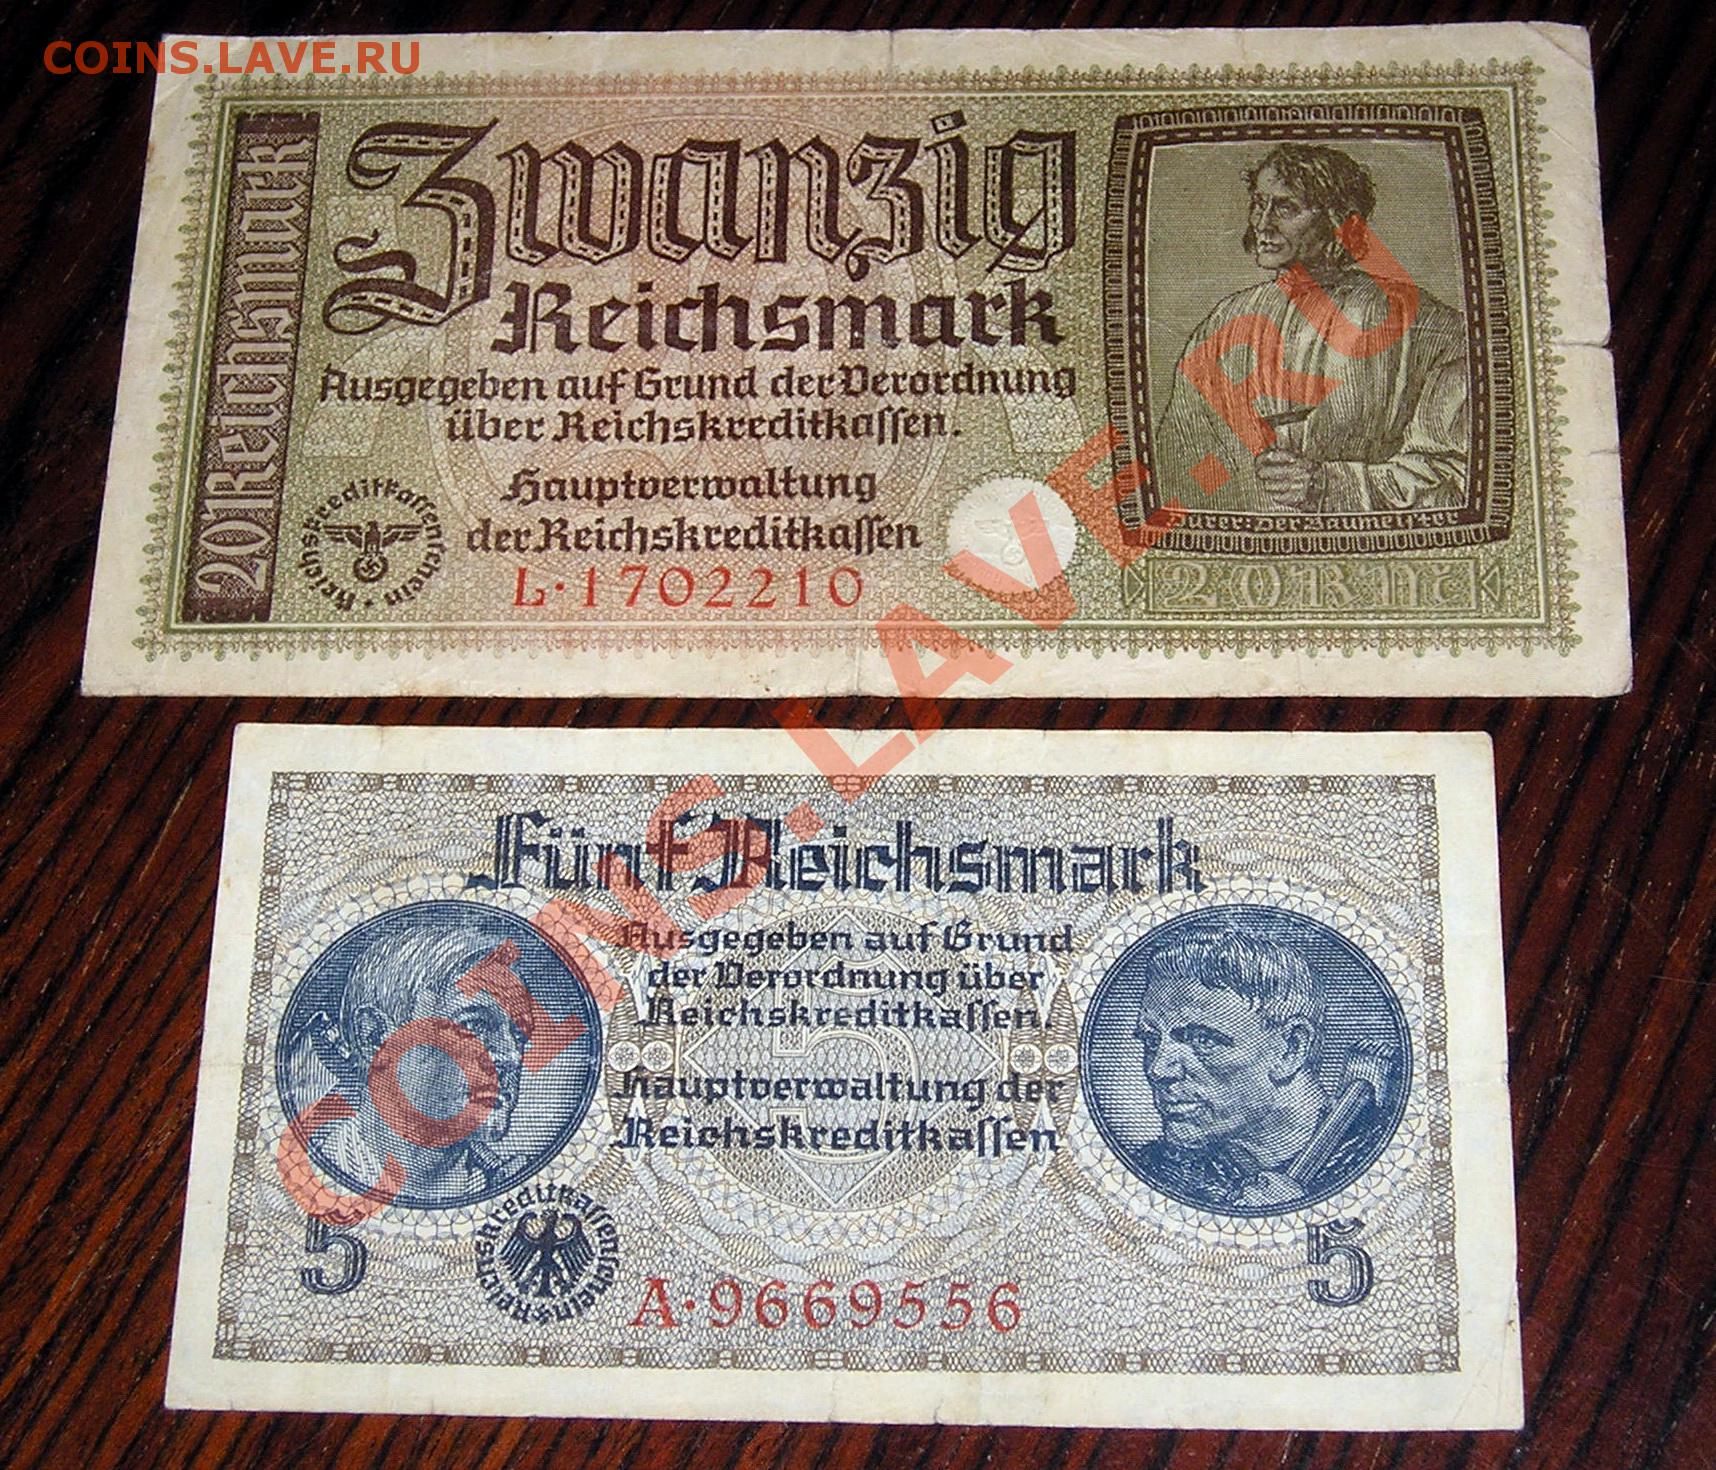 COINS.LAVE.RU
20 Reichsmark
Zwanzig
Reichsmark
Ausgegeben auf Grund der Verordnung
über Reichskreditkaſſen.
Hauptverwaltung
der Reichskreditkaſſen
Reichskreditkaſſenſchein
L·1702210
Dürer: Der Baumeiſter
20 RM
COINS.LAVE.RU
Fünf Reichsmark
Ausgegeben auf Grund
der Verordnung über
Reichskreditkaſſen.
5
Hauptverwaltung der
Reichskreditkaſſen
5
Reichskreditkaſſenſchein
A·9669556
5